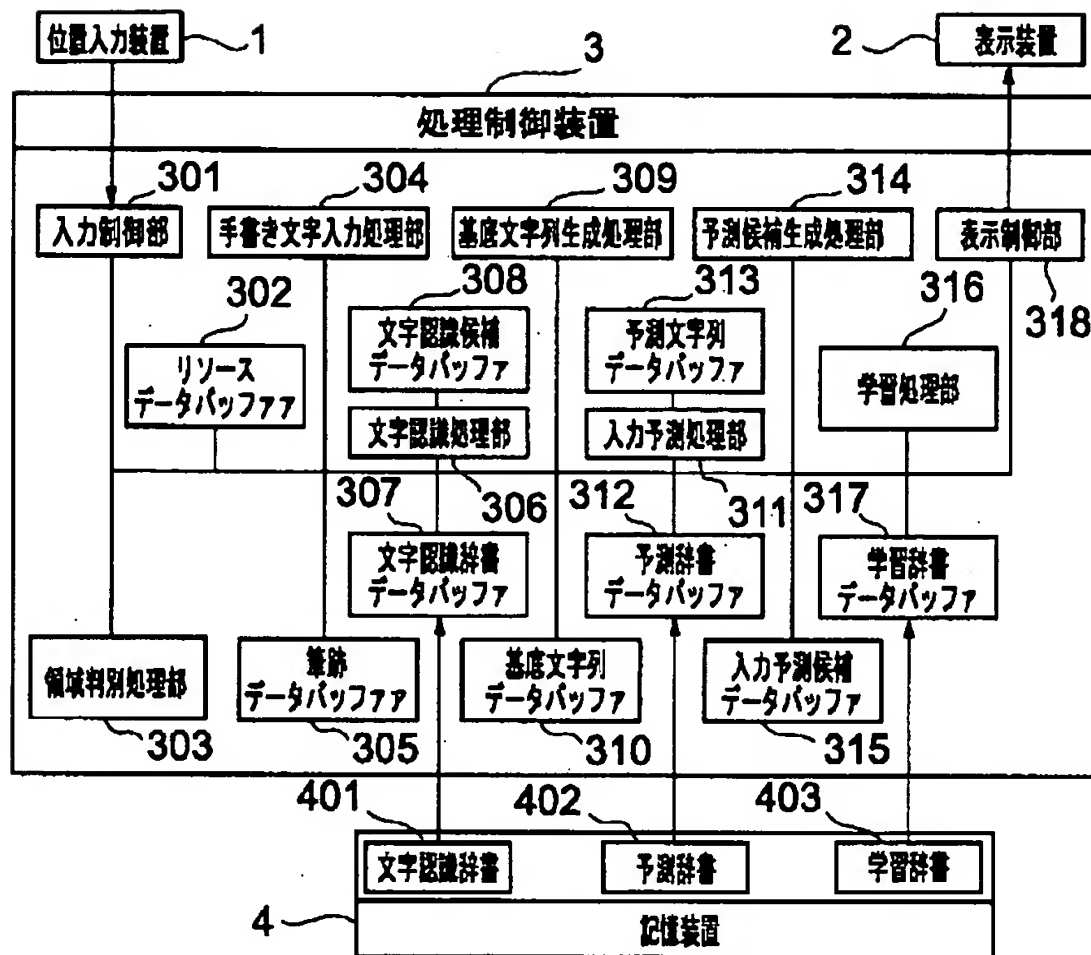 位置入力装置 1 2 表示装置
3
処理制御装置
301 304 309 314
入力制御部 手書き文字入力処理部 基底文字列生成処理部 予測候補生成処理部 表示制御部
302 308 313 316 318
リソース
データバッファァ
文字認識候補
データバッファ
予測文字列
データバッファ
学習処理部
文字認識処理部 入力予測処理部
307 306 312 311 317
文字認識辞書
データバッファ
予測辞書
データバッファ
学習辞書
データバッファ
領域判別処理部
筆跡
データバッファァ
基底文字列
データバッファ
入力予測候補
データバッファ
303 305 310 315
401 402 403
文字認識辞書 予測辞書 学習辞書
4
記憶装置